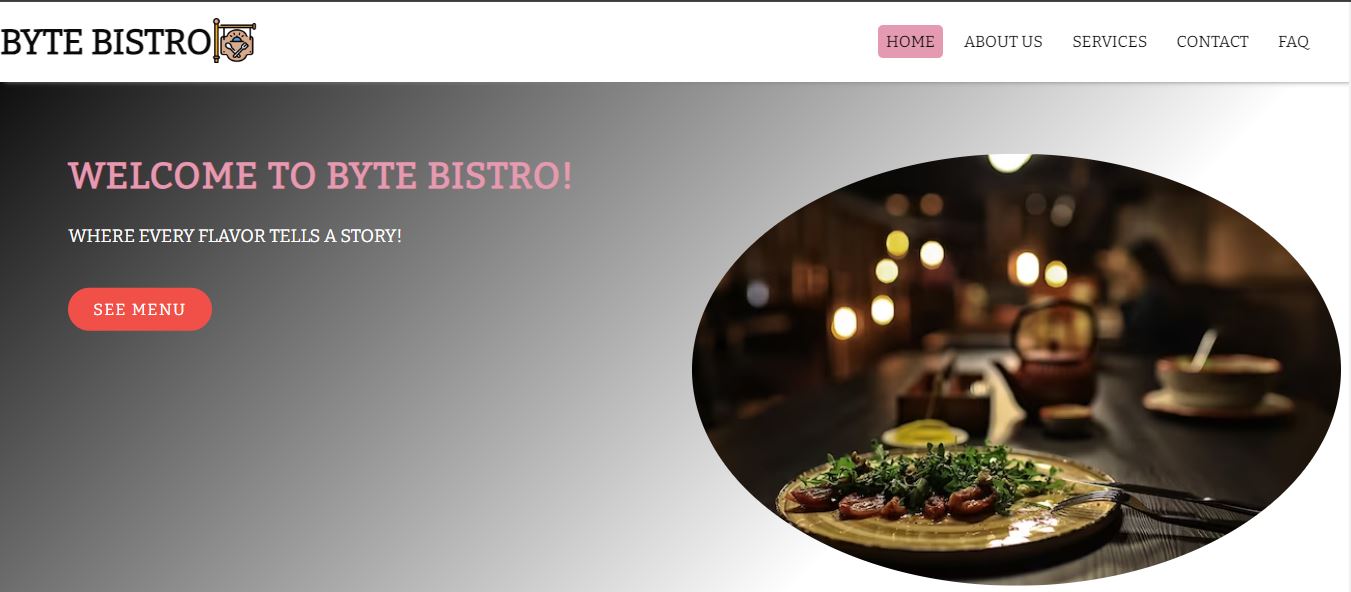 BYTE BISTRO
HOME ABOUT US SERVICES CONTACT FAQ
WELCOME TO BYTE BISTRO!
WHERE EVERY FLAVOR TELLS A STORY!
SEE MENU